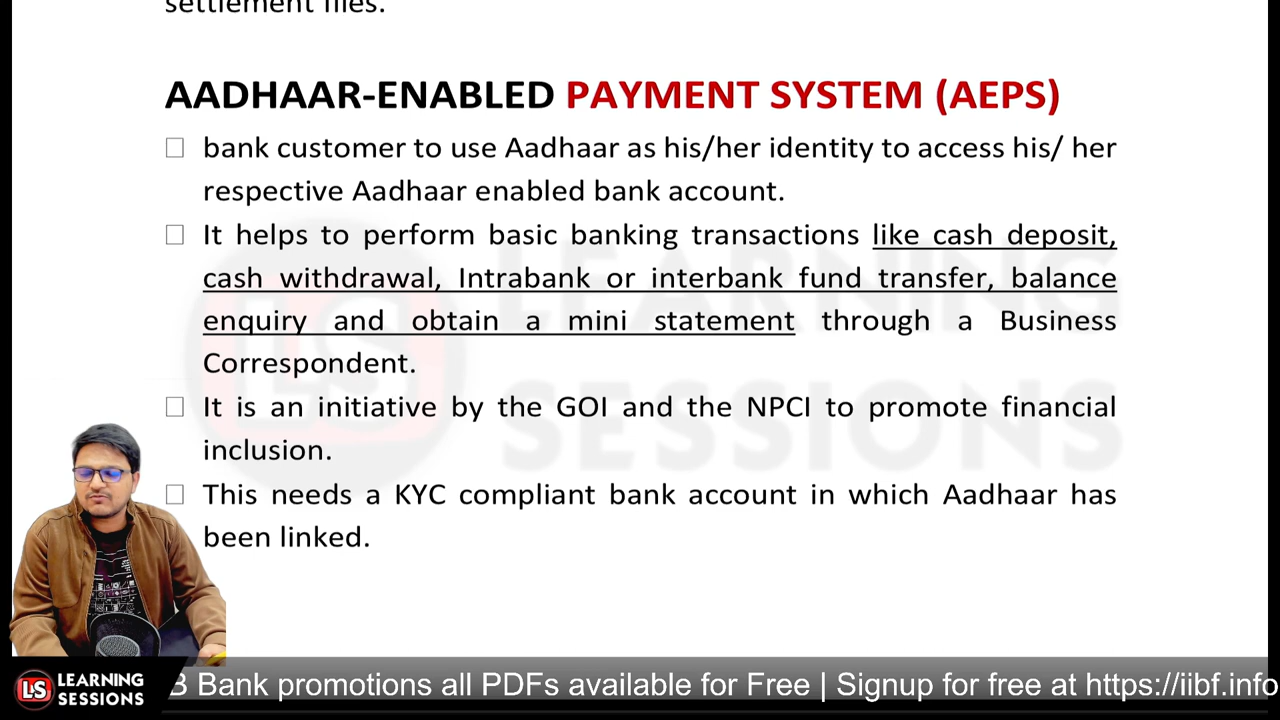 settlement files.
AADHAAR-ENABLED PAYMENT SYSTEM (AEPS)
bank customer to use Aadhaar as his/her identity to access his/ her
respective Aadhaar enabled bank account.
It helps to perform basic banking transactions like cash deposit,
cash withdrawal, Intrabank or interbank fund transfer, balance
enquiry and obtain a mini statement through a Business
Correspondent.
It is an initiative by the GOI and the NPCI to promote financial
inclusion.
This needs a KYC compliant bank account in which Aadhaar has
been linked.
LS LEARNING
SESSIONS
LS LEARNING
SESSIONS
B Bank promotions all PDFs available for Free | Signup for free at https://iibf.info